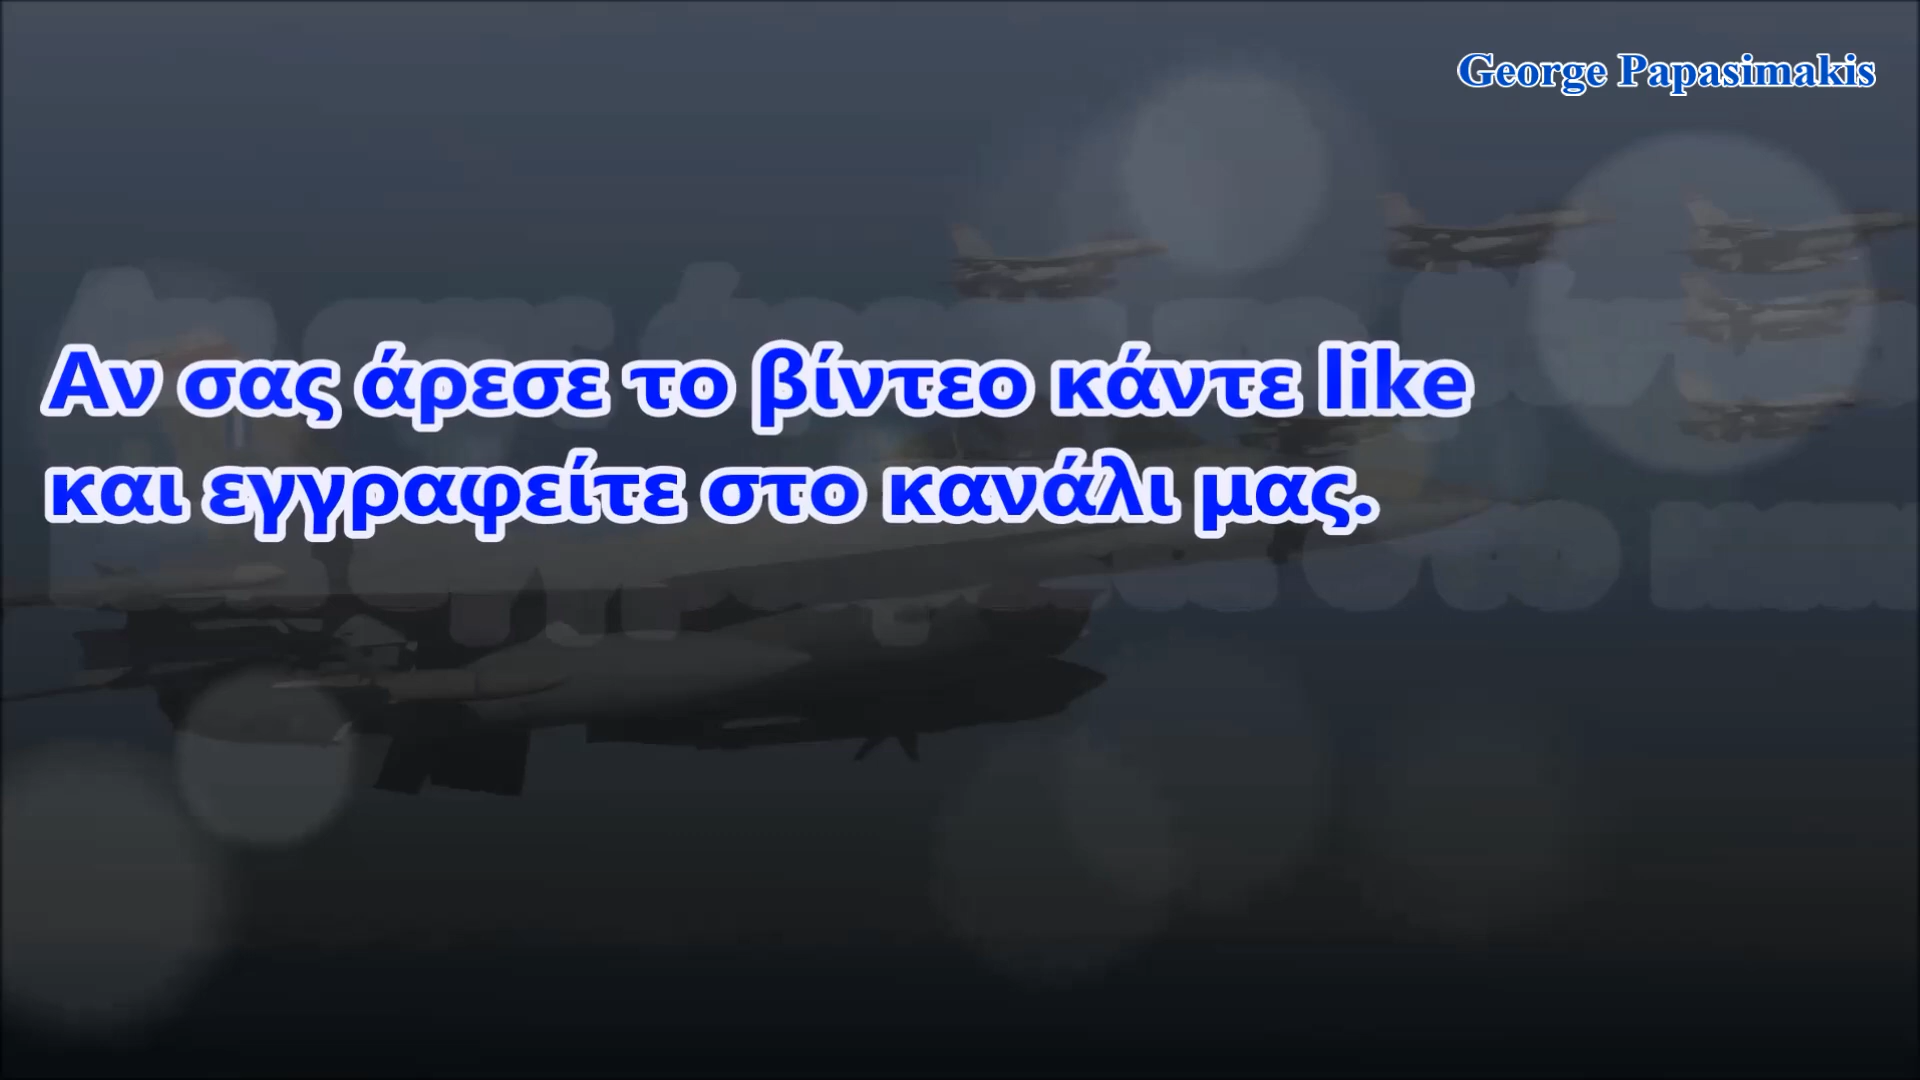 George Papasimakis
Αν σας άρεσε το βίντεο κάντε like
και εγγραφείτε στο κανάλι μας.